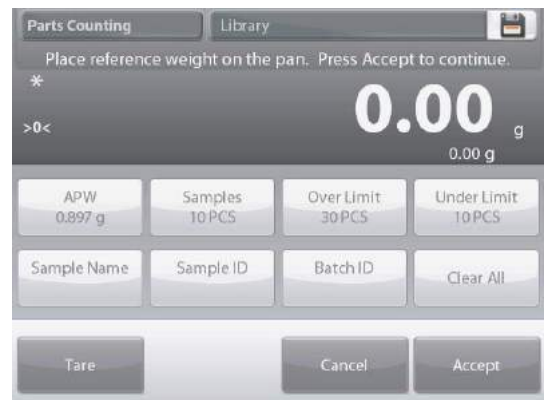 Parts Counting
Library
Place reference weight on the pan. Press Accept to continue.
*
>0<
0.00 g
0.00 g
APW
0.897 g
Samples
10 PCS
Over Limit
30 PCS
Under Limit
10 PCS
Sample Name
Sample ID
Batch ID
Clear All
Tare
Cancel
Accept